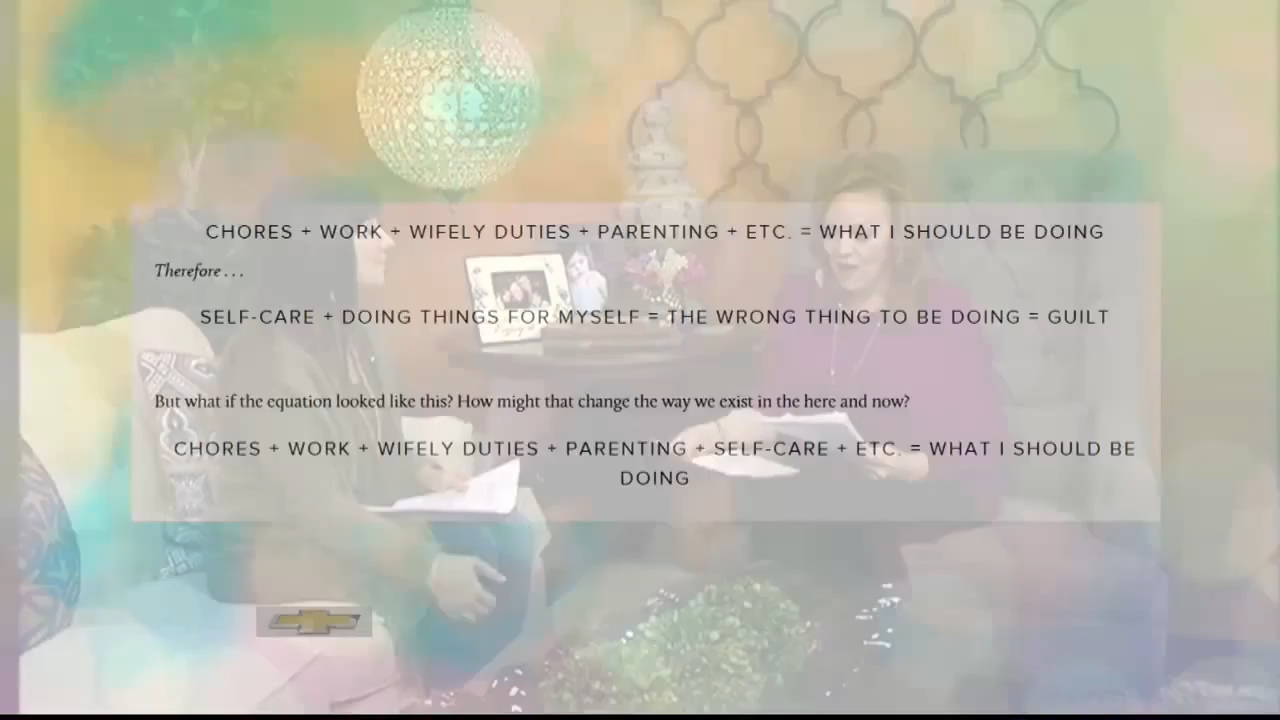 CHORES + WORK + WIFELY DUTIES + PARENTING + ETC. = WHAT I SHOULD BE DOING
Therefore . . .
SELF-CARE + DOING THINGS FOR MYSELF = THE WRONG THING TO BE DOING = GUILT
But what if the equation looked like this? How might that change the way we exist in the here and now?
CHORES + WORK + WIFELY DUTIES + PARENTING + SELF-CARE + ETC. = WHAT I SHOULD BE
DOING